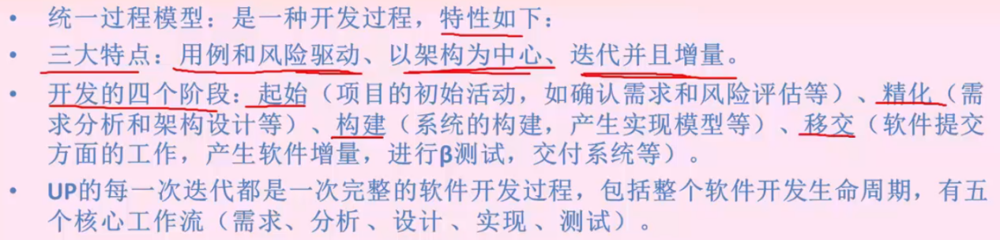 • 统一过程模型：是一种开发过程，特性如下：
• 三大特点：用例和风险驱动、以架构为中心、迭代并且增量。
• 开发的四个阶段：起始（项目的初始活动，如确认需求和风险评估等）、精化（需
求分析和架构设计等）、构建（系统的构建，产生实现模型等）、移交（软件提交
方面的工作，产生软件增量，进行β测试，交付系统等）。
• UP的每一次迭代都是一次完整的软件开发过程，包括整个软件开发生命周期，有五
个核心工作流（需求、分析 、设计 、实现 、测试）。